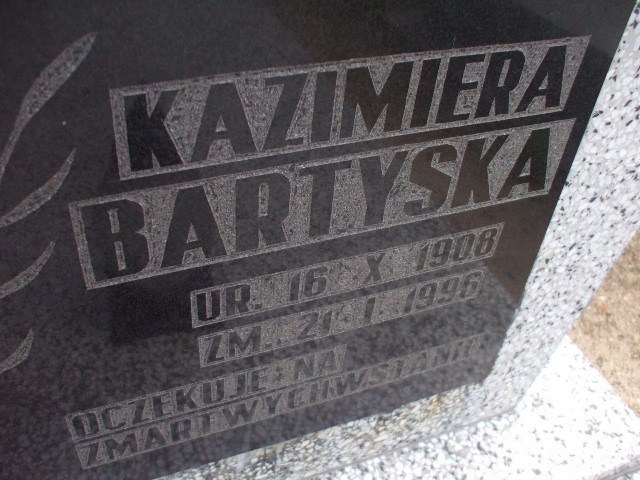 KAZIMIERA
BARTYSKA
UR. 16 X 1908
ZM. 21 I 1996
OCZEKUJE NA
ZMARTWYCHWSTANIE